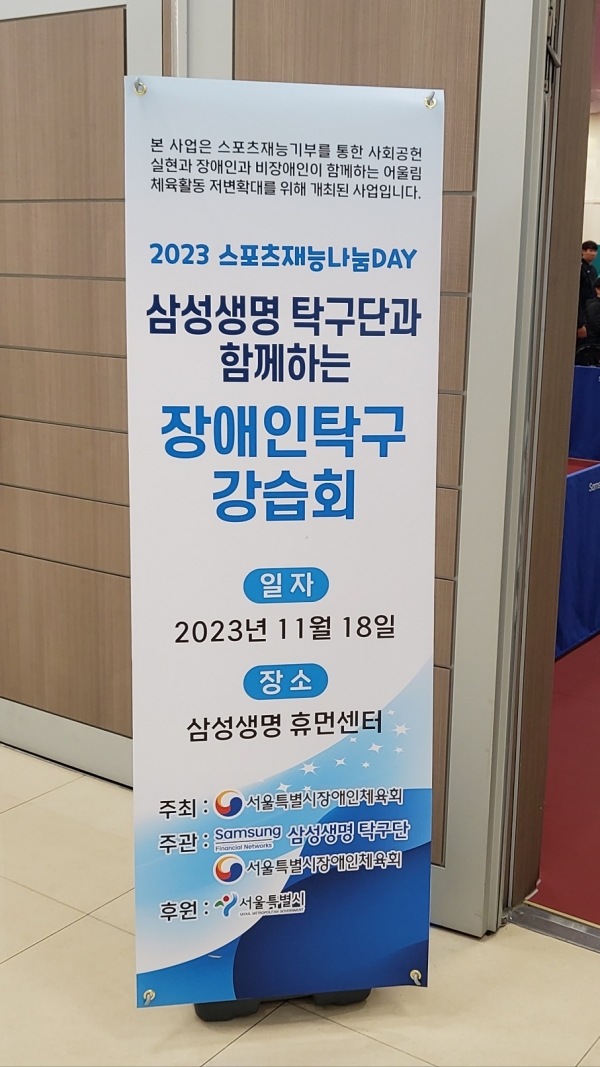 본 사업은 스포츠재능기부를 통한 사회공헌
실현과 장애인과 비장애인이 함께하는 어울림
체육활동 저변확대를 위해 개최된 사업입니다.
2023 스포츠재능나눔DAY
삼성생명 탁구단과
함께하는
장애인탁구
강습회
일 자
2023년 11월 18일
장 소
삼성생명 휴먼센터
주최 : 서울특별시장애인체육회
주관 : Samsung Financial Networks 삼성생명 탁구단
서울특별시장애인체육회
후원 : 서울특별시
SEOUL METROPOLITAN GOVERNMENT